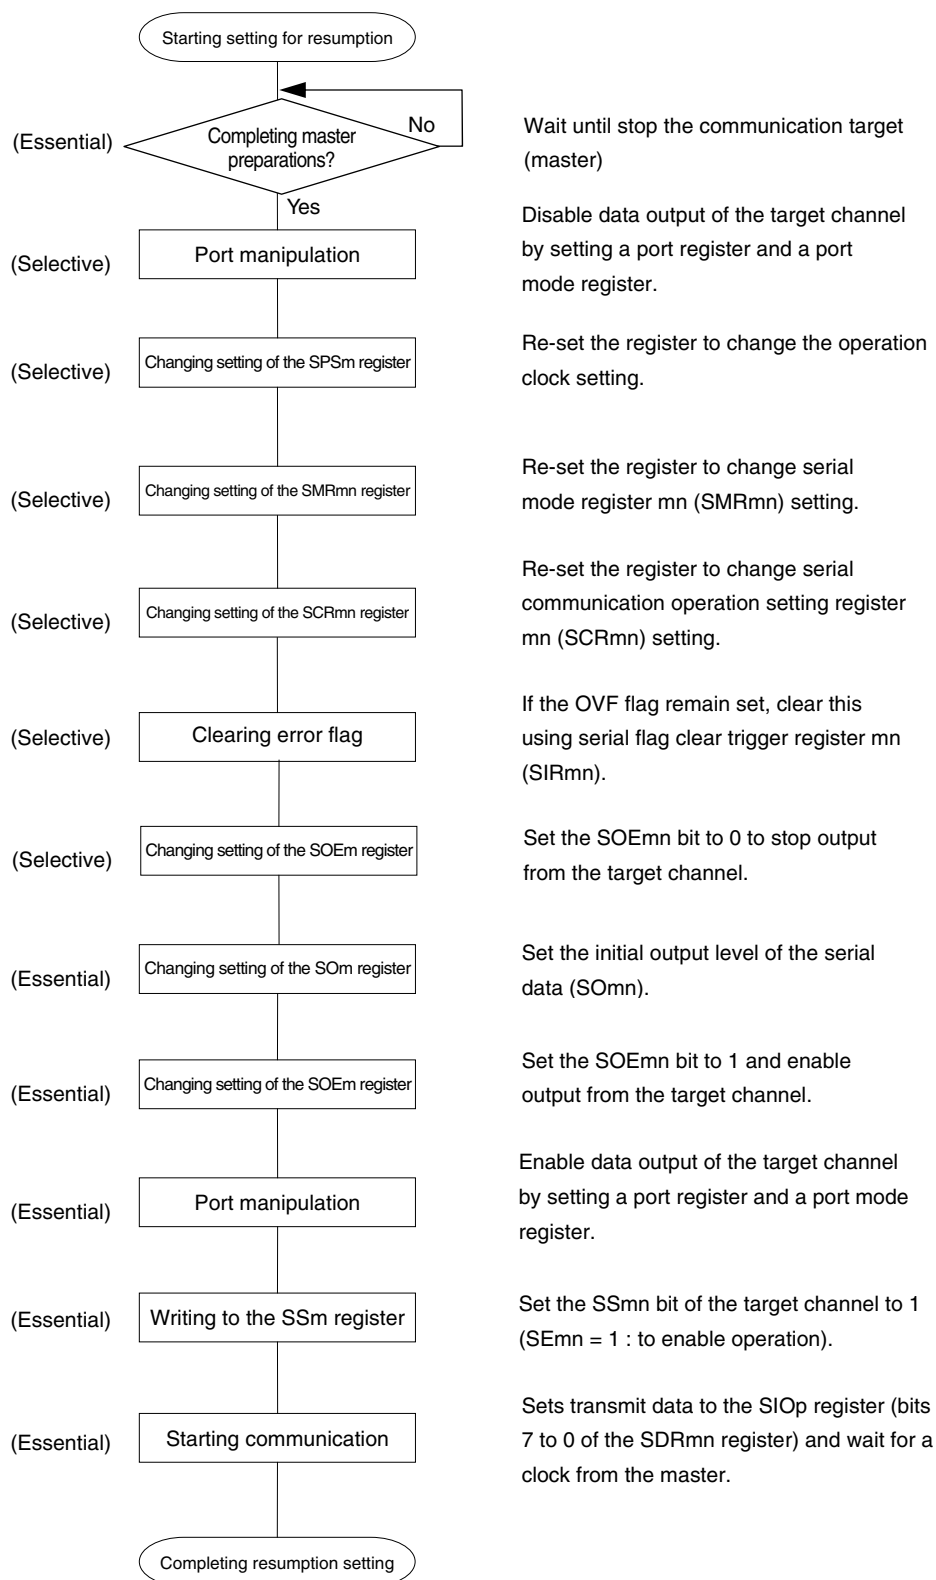 Starting setting for resumption
(Essential)
Completing master
preparations?
No
Wait until stop the communication target
(master)
Yes
(Selective)
Port manipulation
Disable data output of the target channel
by setting a port register and a port
mode register.
(Selective)
Changing setting of the SPSm register
Re-set the register to change the operation
clock setting.
(Selective)
Changing setting of the SMRmn register
Re-set the register to change serial
mode register mn (SMRmn) setting.
(Selective)
Changing setting of the SCRmn register
Re-set the register to change serial
communication operation setting register
mn (SCRmn) setting.
(Selective)
Clearing error flag
If the OVF flag remain set, clear this
using serial flag clear trigger register mn
(SIRmn).
(Selective)
Changing setting of the SOEm register
Set the SOEmn bit to 0 to stop output
from the target channel.
(Essential)
Changing setting of the SOm register
Set the initial output level of the serial
data (SOmn).
(Essential)
Changing setting of the SOEm register
Set the SOEmn bit to 1 and enable
output from the target channel.
(Essential)
Port manipulation
Enable data output of the target channel
by setting a port register and a port mode
register.
(Essential)
Writing to the SSm register
Set the SSmn bit of the target channel to 1
(SEmn = 1 : to enable operation).
(Essential)
Starting communication
Sets transmit data to the SIOp register (bits
7 to 0 of the SDRmn register) and wait for a
clock from the master.
Completing resumption setting